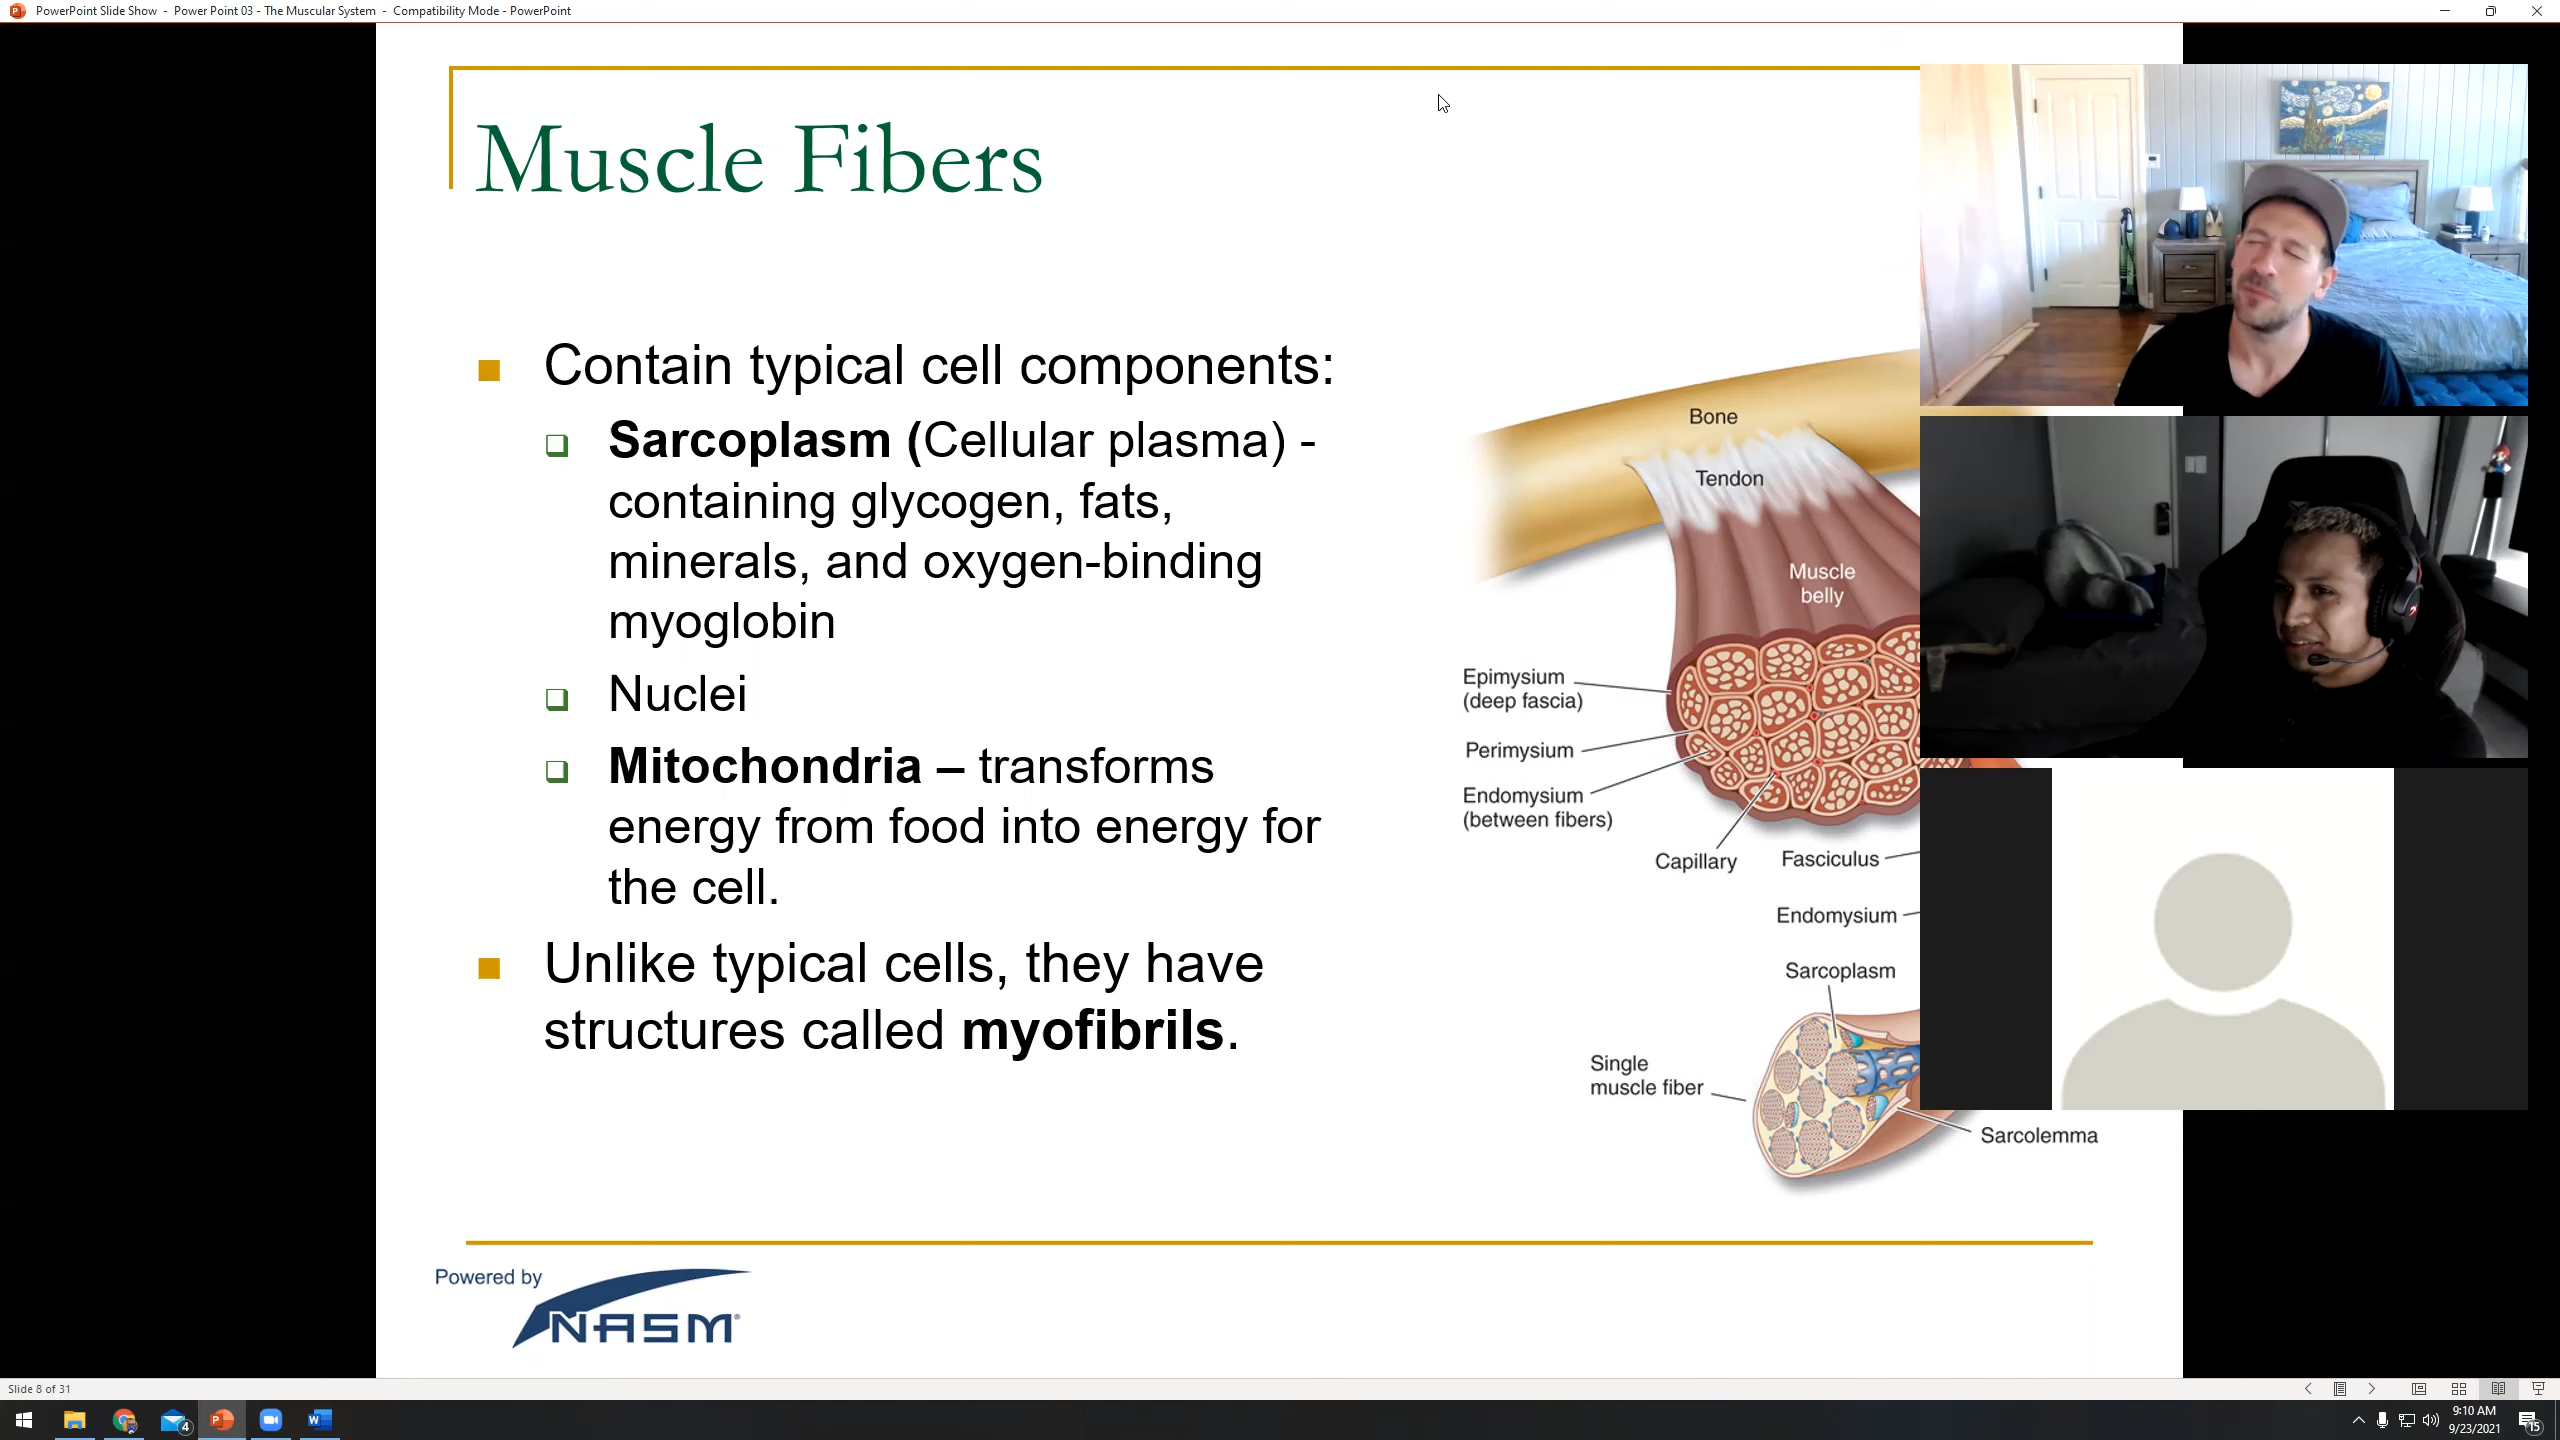 PowerPoint Slide Show - Power Point 03 - The Muscular System - Compatibility Mode - PowerPoint
Muscle Fibers
Contain typical cell components:
Sarcoplasm (Cellular plasma) -
containing glycogen, fats,
minerals, and oxygen-binding
myoglobin
Nuclei
Mitochondria – transforms
energy from food into energy for
the cell.
Unlike typical cells, they have
structures called myofibrils.
Bone
Tendon
Muscle
belly
Epimysium
(deep fascia)
Perimysium
Endomysium
(between fibers)
Capillary
Fasciculus
Endomysium
Sarcoplasm
Single
muscle fiber
Sarcolemma
Powered by
NASM
Slide 8 of 31
4
9:10 AM
9/23/2021
15